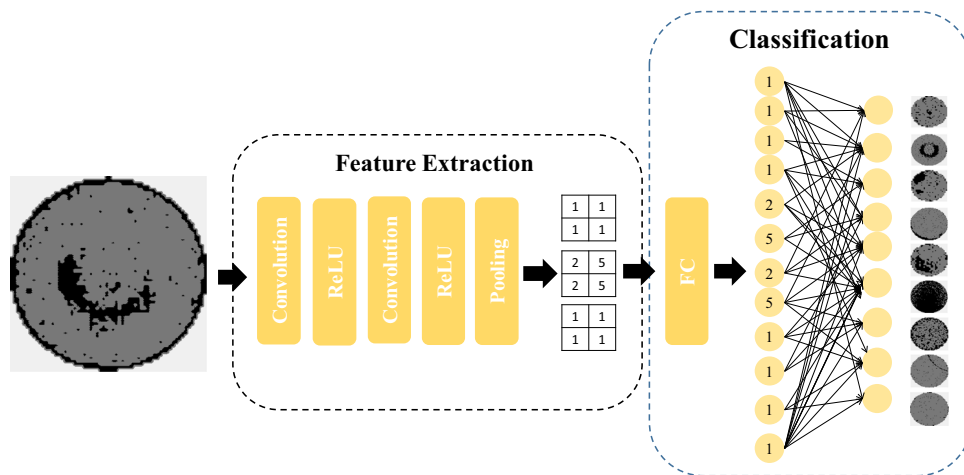 Classification
Feature Extraction
Convolution
ReLU
Convolution
ReLU
Pooling
1 1
1 1
2 5
2 5
1 1
1 1
FC
1
1
1
1
2
5
2
5
1
1
1
1